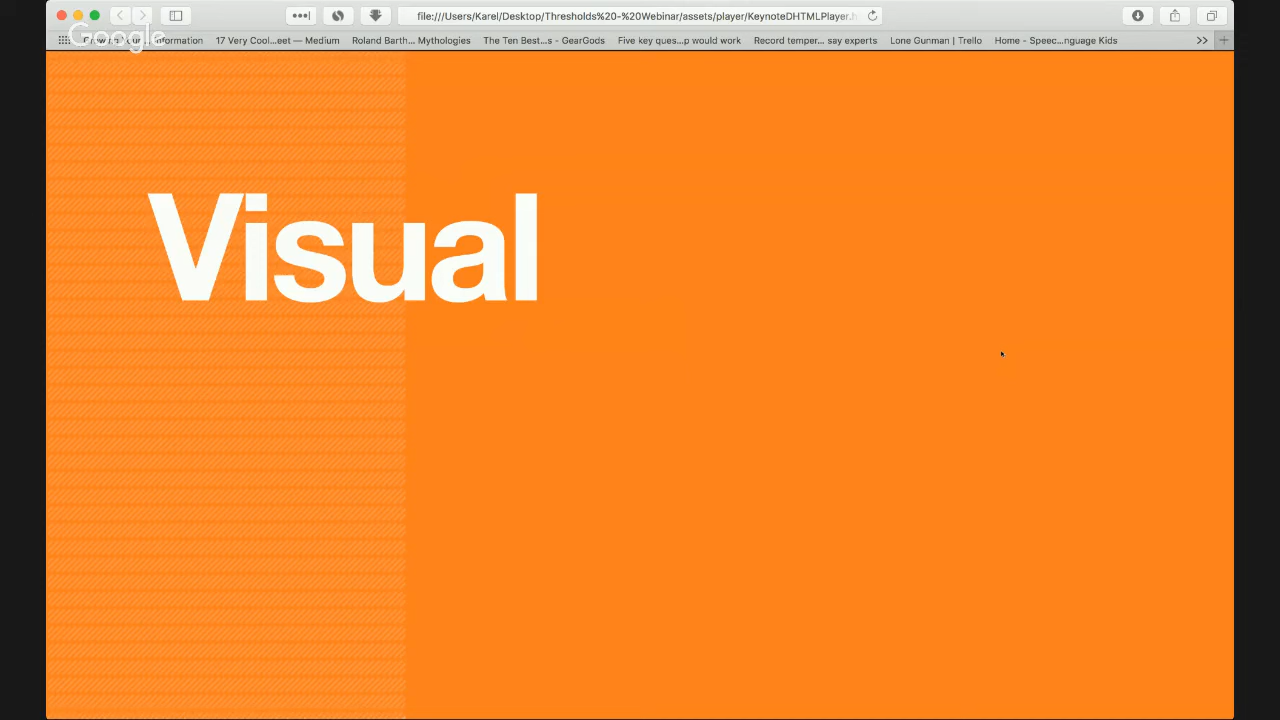 file:///Users/Karel/Desktop/Thresholds%20-%20Webinar/assets/player/KeynoteDHTMLPlayer.h
Google
Information
17 Very Cool...eet — Medium
Roland Barth... Mythologies
The Ten Best...s - GearGods
Five key ques...p would work
Record temper... say experts
Lone Gunman | Trello
Home - Speec...nguage Kids
Visual